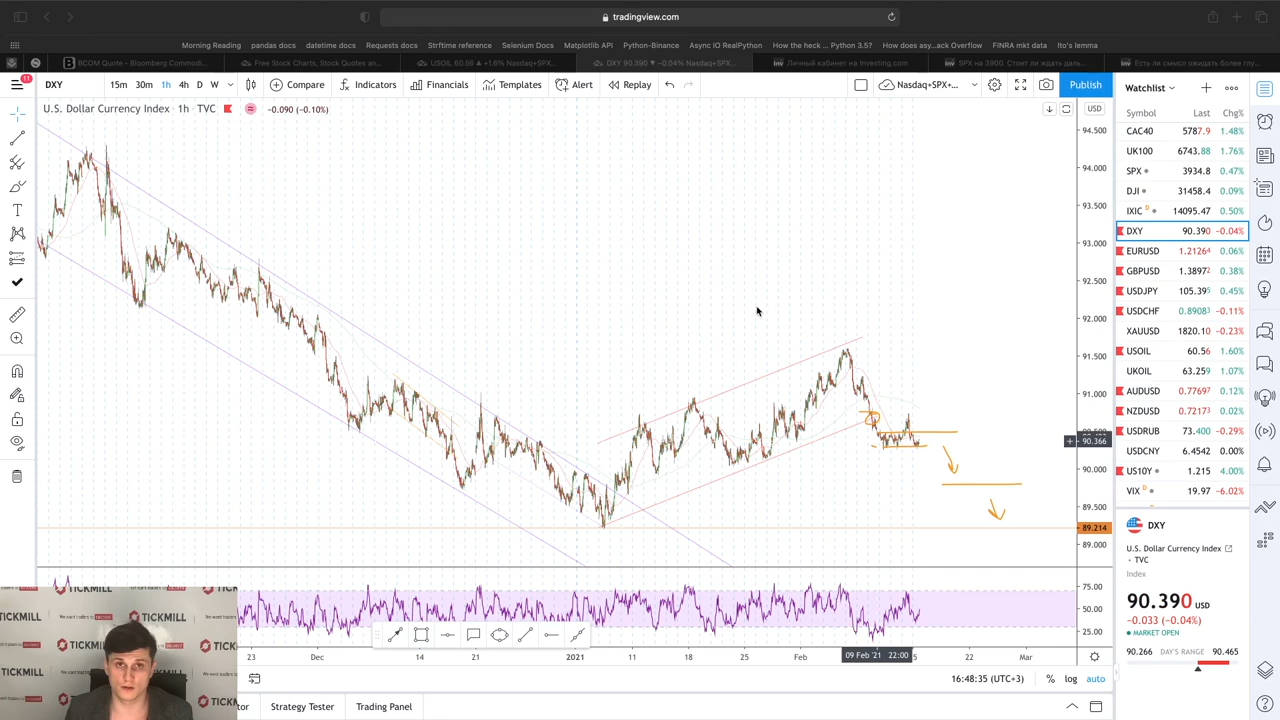 tradingview.com
Morning Reading pandas docs datetime docs Requests docs Strftime reference Selenium Docs Matplotlib API Python-Binance Async IO RealPython How the heck ... Python 3.5? How does asy...ack Overflow FINRA mkt data Ito's lemma
BCOM Quote - Bloomberg Commodi... Free Stock Charts, Stock Quotes an... USOIL 60.56 ▲ +1.6% Nasdaq+SPX... DXY 90.390 ▼ −0.04% Nasdaq+SPX... Личный кабинет на Investing.com SPX на 3900. Стоит ли ждать даль... Есть ли смысл ожидать более глу...
11
DXY 15m 30m 1h 4h D W Compare Indicators Financials Templates Alert Replay Nasdaq+SPX+... Publish
U.S. Dollar Currency Index · 1h · TVC −0.090 (−0.10%)
USD
94.500
94.000
93.500
93.000
92.500
92.000
91.500
91.000
90.366
90.000
89.500
89.214
89.000
75.00
50.00
25.00
23 Dec 14 21 2021 11 18 25 Feb 09 Feb '21 22:00 5 22 Mar
16:48:35 (UTC+3) % log auto
tor Strategy Tester Trading Panel
Watchlist
Symbol Last Chg%
CAC40 5787.9 1.48%
UK100 6743.88 1.76%
SPX 3934.8 0.47%
DJI 31458.4 0.09%
IXIC D 14095.47 0.50%
DXY 90.390 −0.04%
EURUSD 1.21264 0.06%
GBPUSD 1.38972 0.38%
USDJPY 105.395 0.45%
USDCHF 0.89083 −0.11%
XAUUSD 1820.10 −0.23%
USOIL 60.56 1.60%
UKOIL 63.259 1.07%
AUDUSD 0.77697 0.12%
NZDUSD 0.72173 0.02%
USDRUB 73.400 −0.29%
USDCNY 6.4542 0.00%
US10Y 1.215 4.00%
VIX D 19.97 −6.02%
DXY
U.S. Dollar Currency Index
TVC
Index
90.390 USD
−0.033 (−0.04%)
MARKET OPEN
90.266 DAY'S RANGE 90.465
TICKMILL
We want traders to succeed
TICKMILL
TICKMILL
TICKMILL
TICKMILL